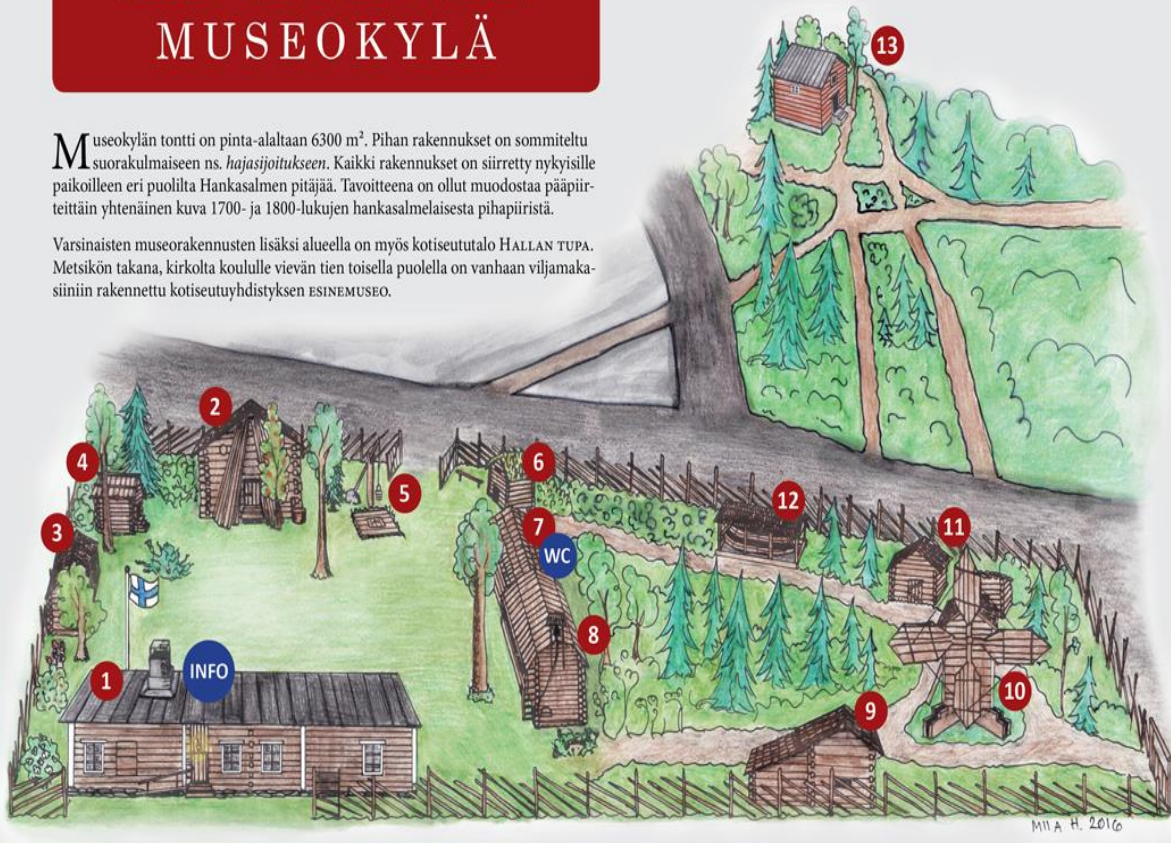 MUSEOKYLÄ
Museokylän tontti on pinta-alaltaan 6300 m². Pihan rakennukset on sommiteltu
suorakulmaiseen ns. hajasijoitukseen. Kaikki rakennukset on siirretty nykyisille
paikoilleen eri puolilta Hankasalmen pitäjää. Tavoitteena on ollut muodostaa pääpiir-
teittäin yhtenäinen kuva 1700- ja 1800-lukujen hankasalmelaisesta pihapiiristä.
Varsinaisten museorakennusten lisäksi alueella on myös kotiseututalo HALLAN TUPA.
Metsikön takana, kirkolta koululle vievän tien toisella puolella on vanhaan viljamaka-
siiniin rakennettu kotiseutuyhdistyksen ESINEMUSEO.
13
2
4
5
6
3
7
WC
12
11
8
1
INFO
10
9
MIIA H. 2016